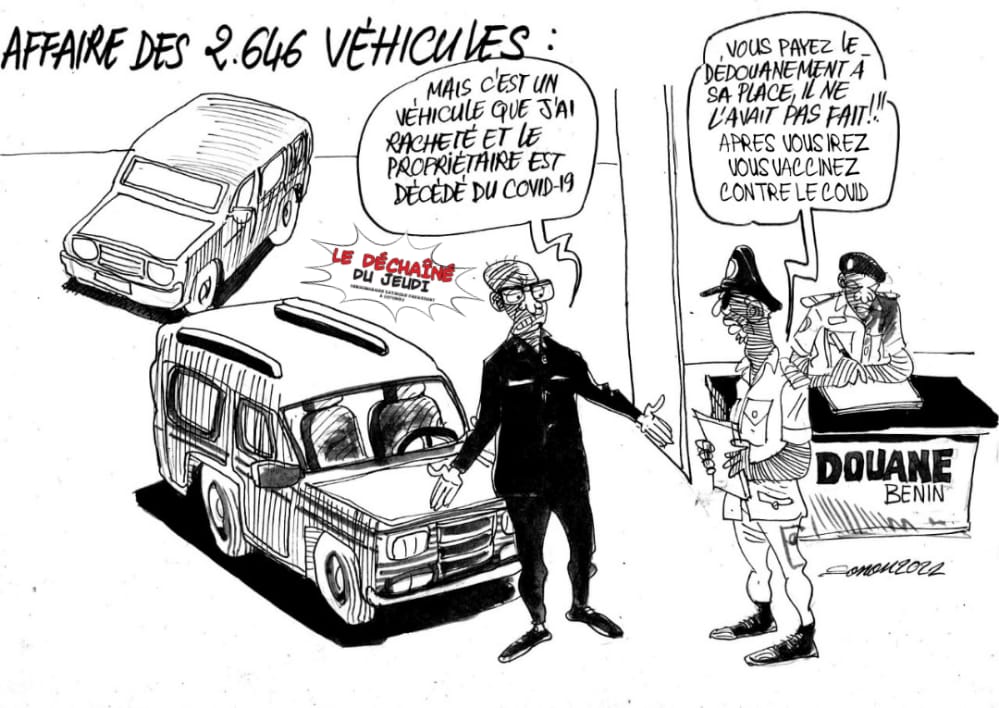 AFFAIRE DES 2.646 VÉHICULES :
MAIS C'EST UN
VÉHICULE QUE J'AI
RACHETÉ ET LE
PROPRIÉTAIRE EST
DÉCÉDÉ DU COVID-19
VOUS PAYEZ LE
DÉDOUANEMENT À
SA PLACE, IL NE
L'AVAIT PAS FAIT!!!
APRES VOUS IREZ
VOUS VACCINEZ
CONTRE LE COVID
LE DÉCHAÎNÉ
DU JEUDI
DOUANE
BENIN